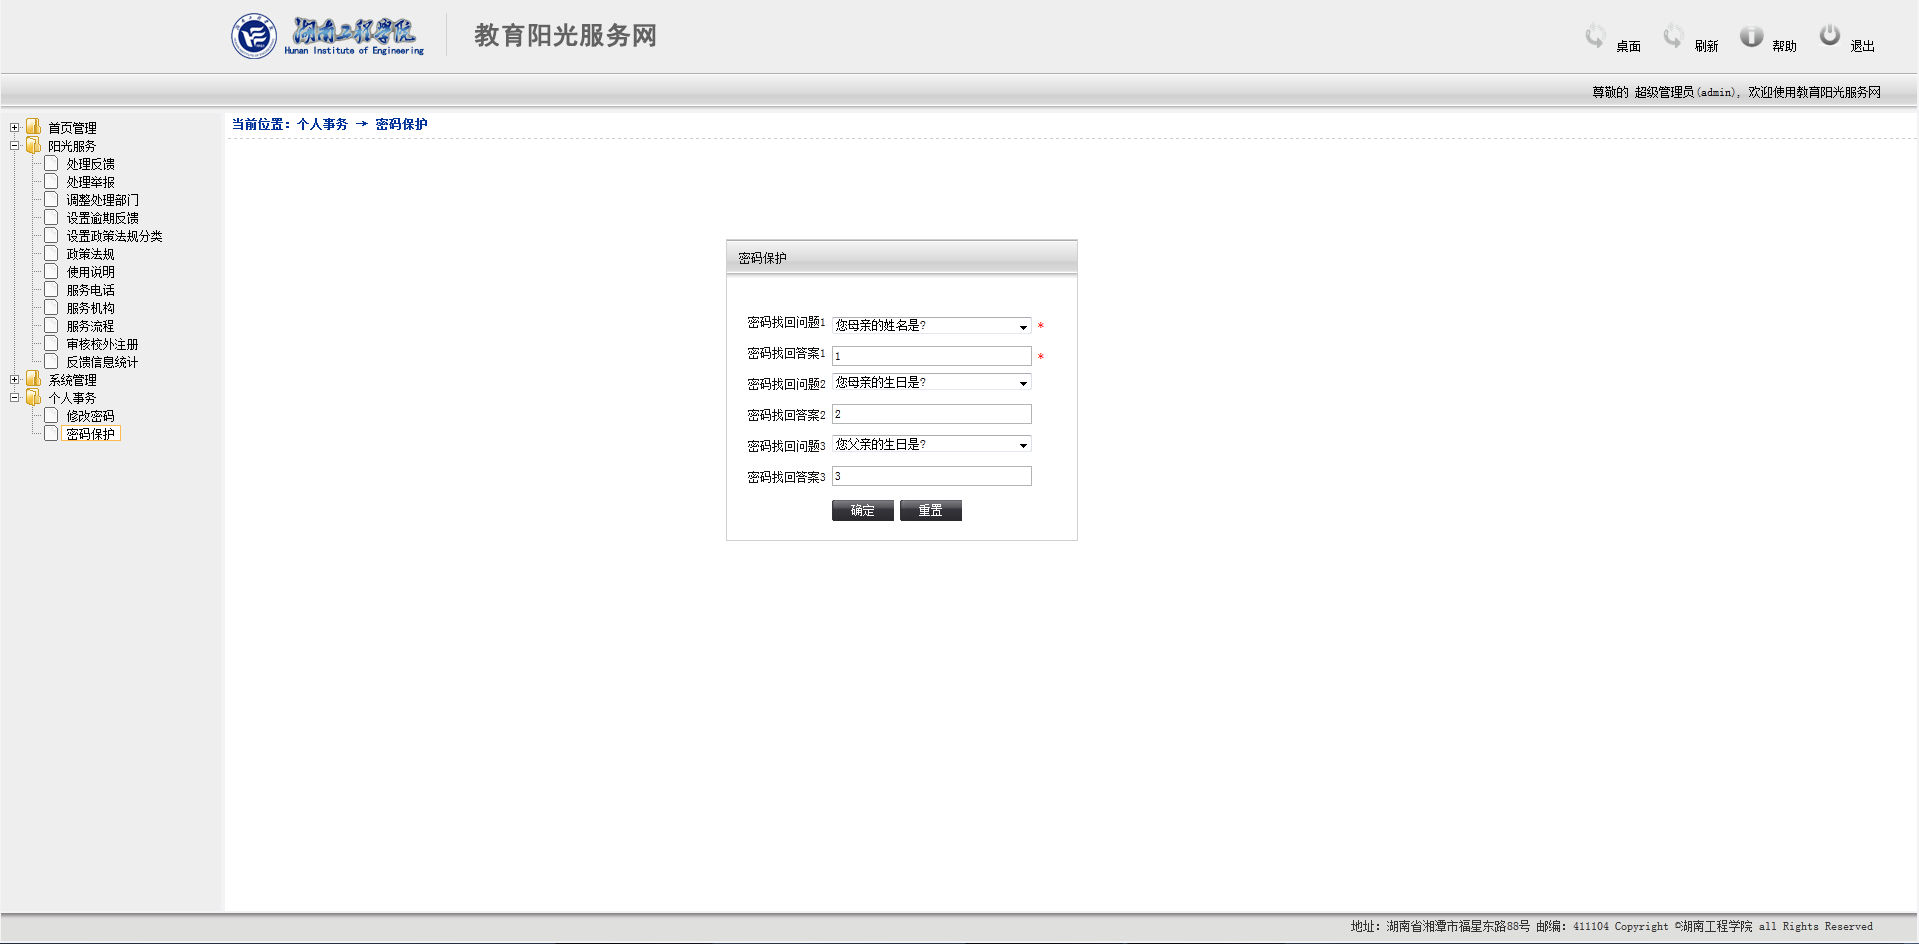 湖南工程学院
Hunan Institute of Engineering
教育阳光服务网
桌面 刷新 帮助 退出
尊敬的 超级管理员(admin), 欢迎使用教育阳光服务网
当前位置：个人事务 → 密码保护
首页管理
阳光服务
处理反馈
处理举报
调整处理部门
设置逾期反馈
设置政策法规分类
政策法规
使用说明
服务电话
服务机构
服务流程
审核校外注册
反馈信息统计
系统管理
个人事务
修改密码
密码保护
密码保护
密码找回问题1 您母亲的姓名是? *
密码找回答案1 1 *
密码找回问题2 您母亲的生日是?
密码找回答案2 2
密码找回问题3 您父亲的生日是?
密码找回答案3 3
确定 重置
地址：湖南省湘潭市福星东路88号 邮编：411104 Copyright ©湖南工程学院 all Rights Reserved